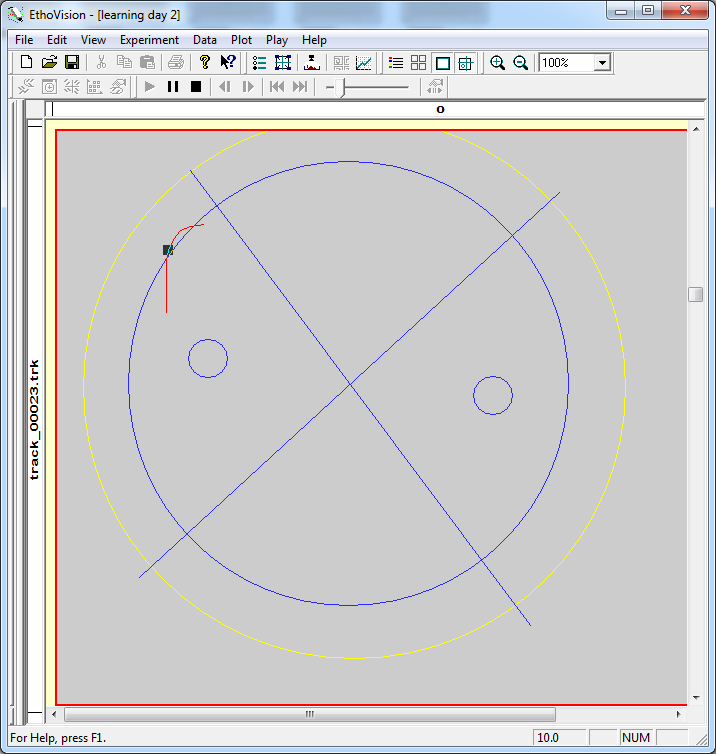 EthoVision - [learning day 2]
File Edit View Experiment Data Plot Play Help
100%
o
track_00023.trk
For Help, press F1.
10.0
NUM